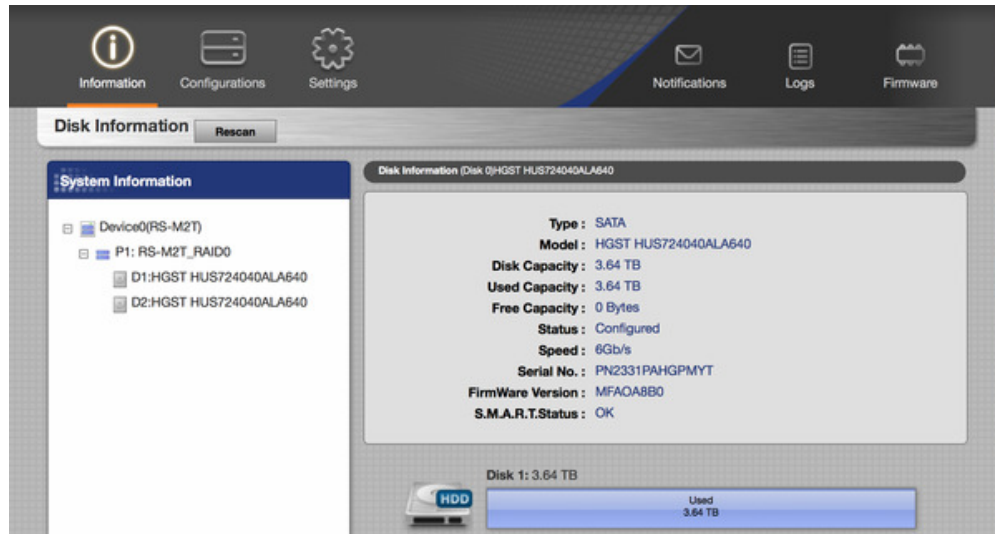 Information
Configurations
Settings
Notifications
Logs
Firmware
Disk Information
Rescan
System Information
Device0(RS-M2T)
P1: RS-M2T_RAID0
D1:HGST HUS724040ALA640
D2:HGST HUS724040ALA640
Disk Information (Disk 0)HGST HUS724040ALA640
Type : SATA
Model : HGST HUS724040ALA640
Disk Capacity : 3.64 TB
Used Capacity : 3.64 TB
Free Capacity : 0 Bytes
Status : Configured
Speed : 6Gb/s
Serial No. : PN2331PAHGPMYT
FirmWare Version : MFAOA8B0
S.M.A.R.T.Status : OK
Disk 1: 3.64 TB
HDD
Used
3.64 TB